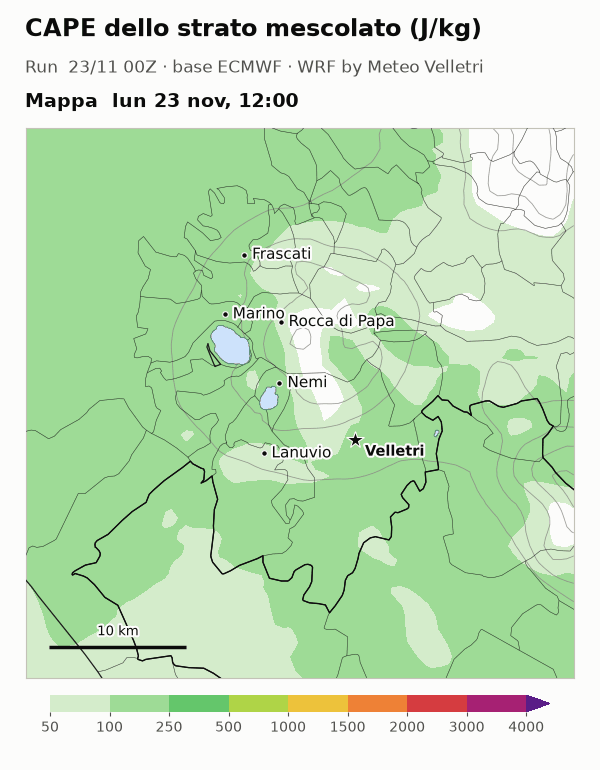 CAPE dello strato mescolato (J/kg)
Run  23/11 00Z · base ECMWF · WRF by Meteo Velletri
Mappa  lun 23 nov, 12:00
Frascati
Marino
Rocca di Papa
Nemi
Velletri
Lanuvio
10 km
50 100 250 500 1000 1500 2000 3000 4000